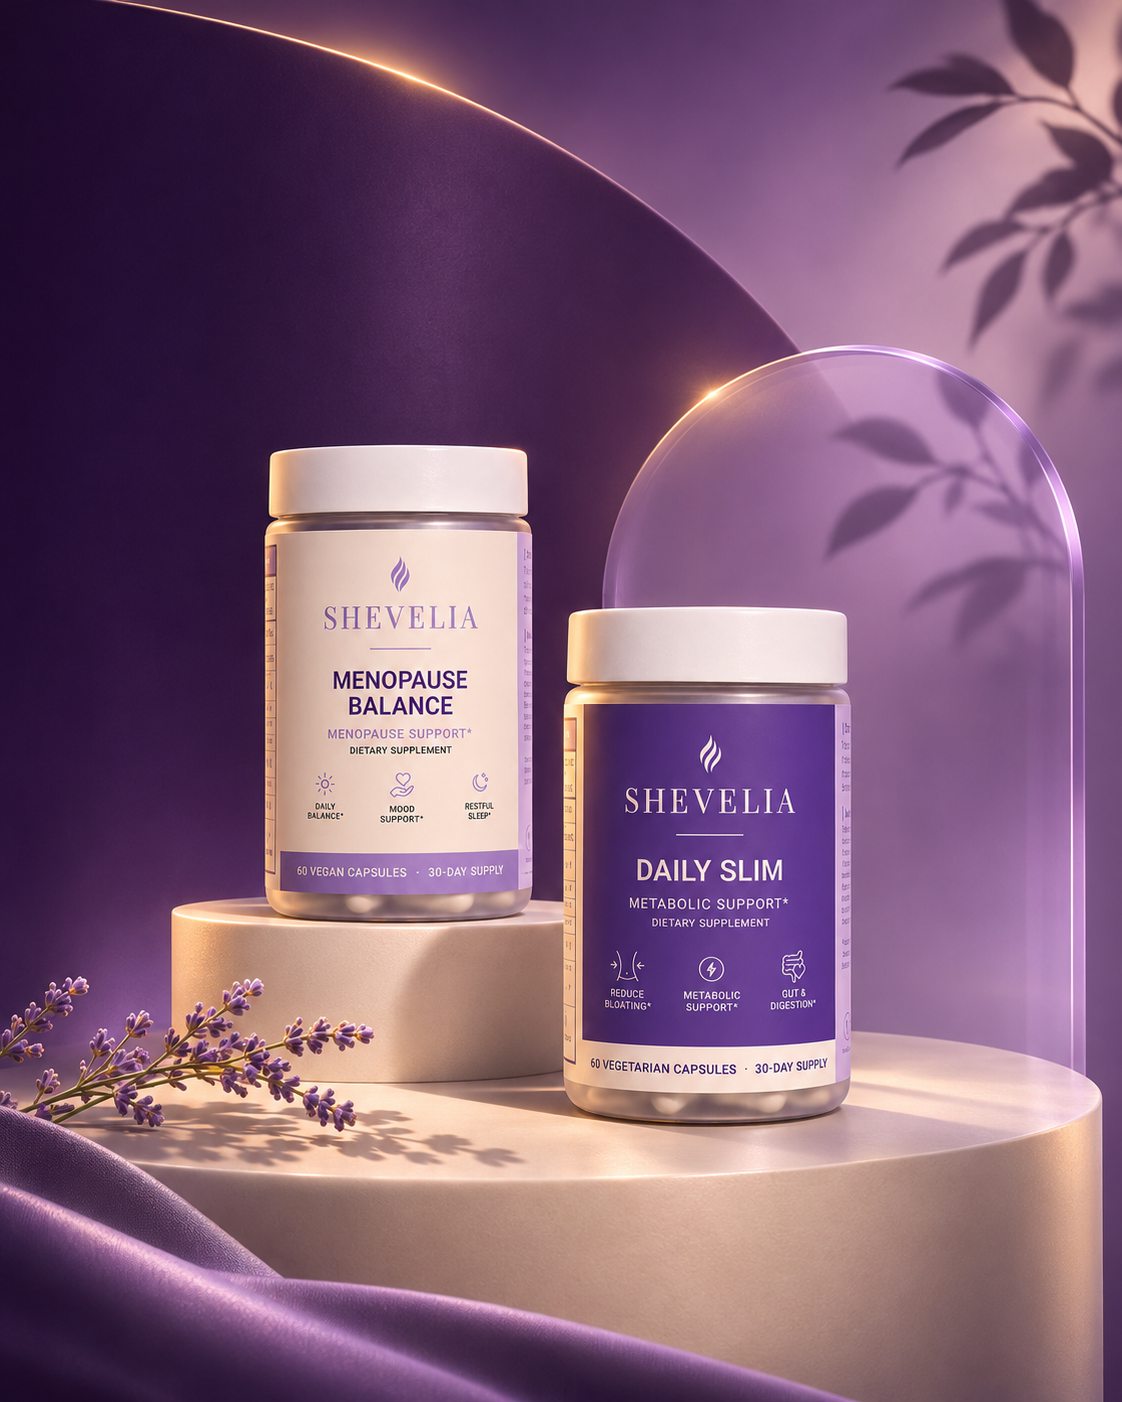 SHEVELIA
MENOPAUSE
BALANCE
MENOPAUSE SUPPORT*
DIETARY SUPPLEMENT
DAILY
BALANCE*
MOOD
SUPPORT*
RESTFUL
SLEEP*
60 VEGAN CAPSULES · 30-DAY SUPPLY
SHEVELIA
DAILY SLIM
METABOLIC SUPPORT*
DIETARY SUPPLEMENT
REDUCE
BLOATING*
METABOLIC
SUPPORT*
GUT &
DIGESTION*
60 VEGETARIAN CAPSULES · 30-DAY SUPPLY